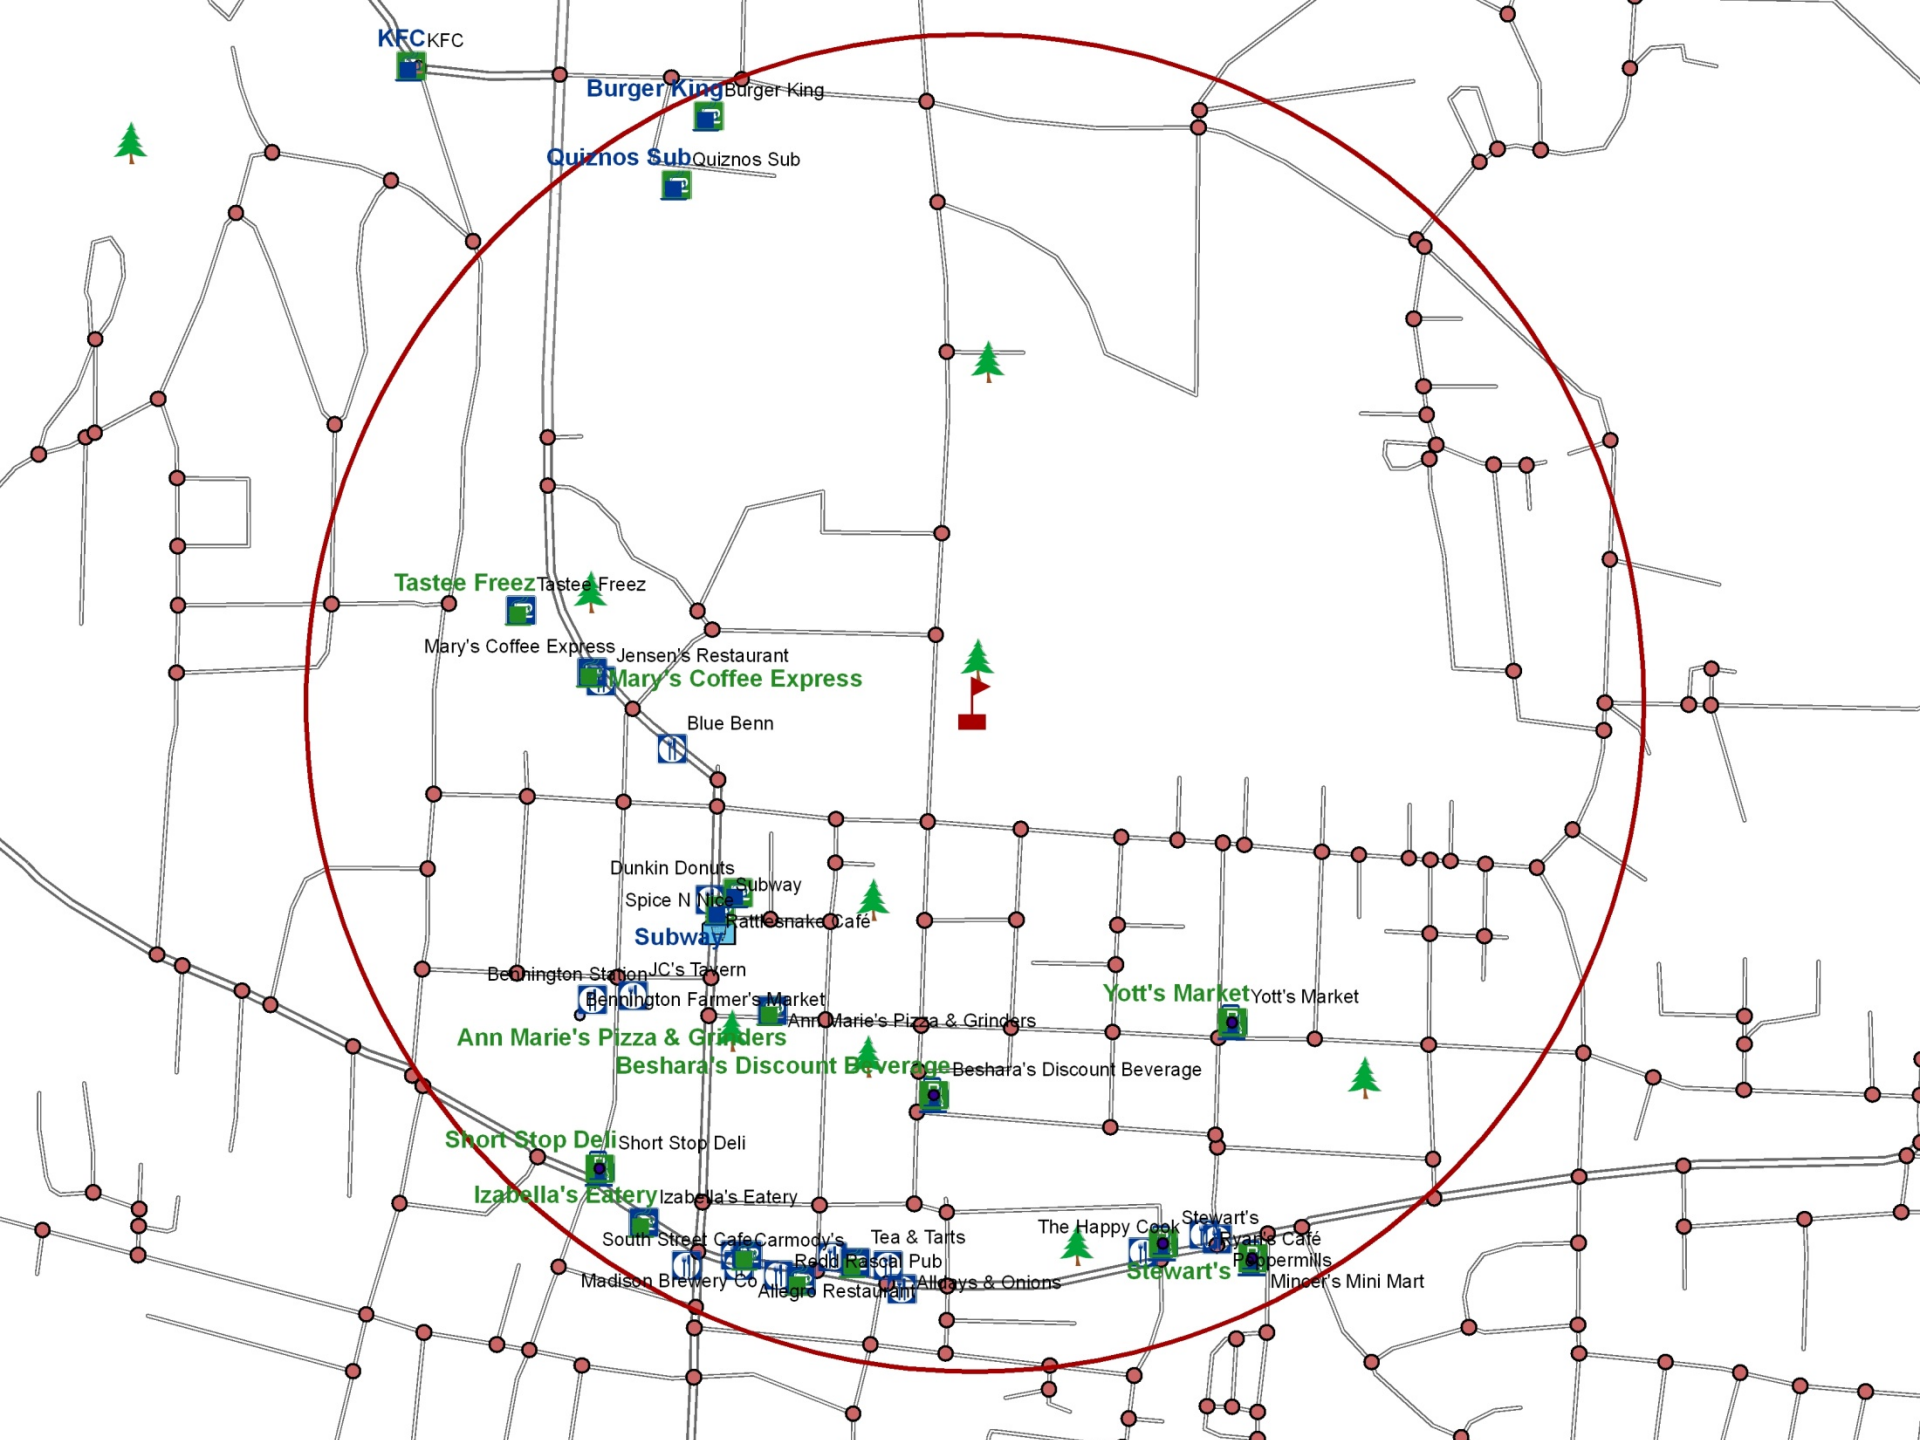 KFC KFC
Burger King Burger King
Quiznos Sub Quiznos Sub
Tastee Freez Tastee Freez
Mary's Coffee Express
Jensen's Restaurant
Mary's Coffee Express
Blue Benn
Dunkin Donuts
Subway
Spice N Nice
Rattlesnake Café
Subway
Bennington Station
JC's Tavern
Bennington Farmer's Market
Yott's Market Yott's Market
Ann Marie's Pizza & Grinders
Ann Marie's Pizza & Grinders
Beshara's Discount Beverage Beshara's Discount Beverage
Short Stop Deli Short Stop Deli
Izabella's Eatery Izabella's Eatery
South Street Cafe
Carmody's
Tea & Tarts
The Happy Cook
Stewart's
Ryan's Café
Redd Rascal Pub
Peppermills
Stewart's
Madison Brewery Co
Allegro Restaurant
Alldays & Onions
Mincer's Mini Mart